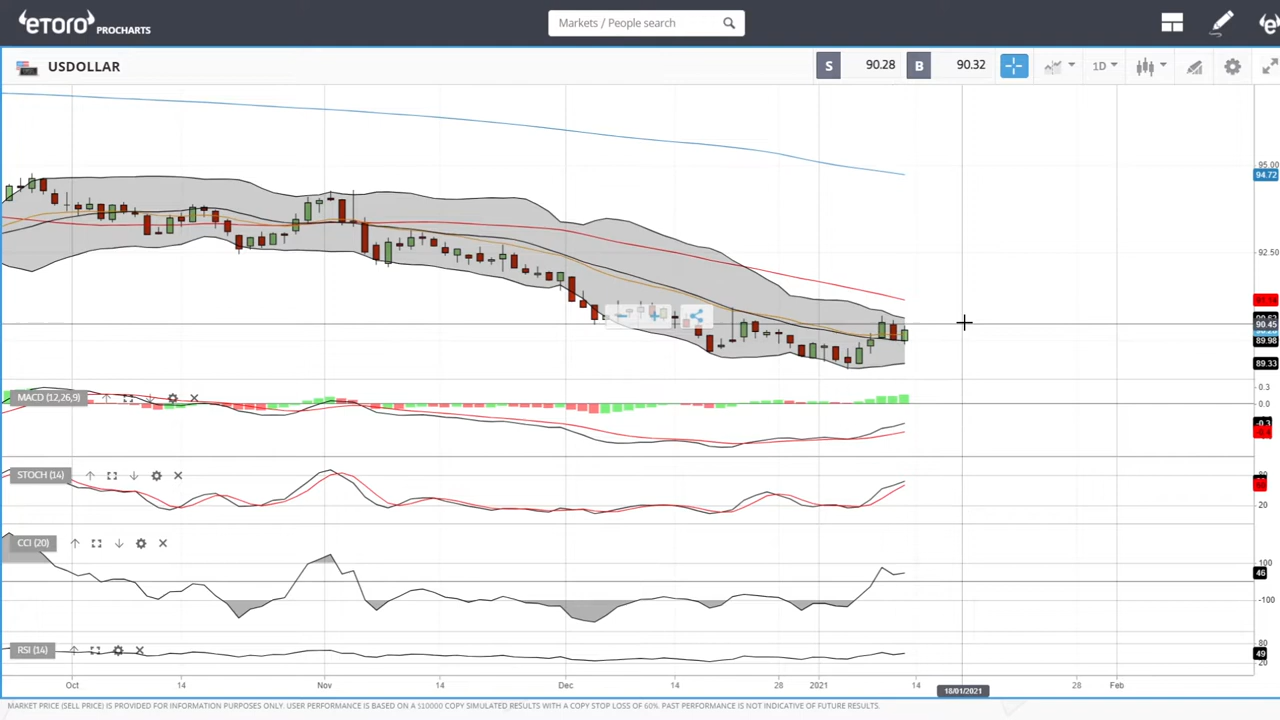 eToro PROCHARTS
Markets / People search
USDOLLAR
S 90.28 B 90.32
1D
95.00
94.72
92.50
90.45
89.98
89.33
MACD (12,26,9)
0.3
0.0
-0.3
STOCH (14)
80
20
CCI (20)
100
46
-100
RSI (14)
80
49
20
Oct 14 Nov 14 Dec 14 28 2021 14 18/01/2021 28 Feb
MARKET PRICE (SELL PRICE) IS PROVIDED FOR INFORMATION PURPOSES ONLY. USER PERFORMANCE IS BASED ON A $10000 COPY SIMULATED RESULTS WITH A COPY STOP LOSS OF 60%. PAST PERFORMANCE IS NOT INDICATIVE OF FUTURE RESULTS.